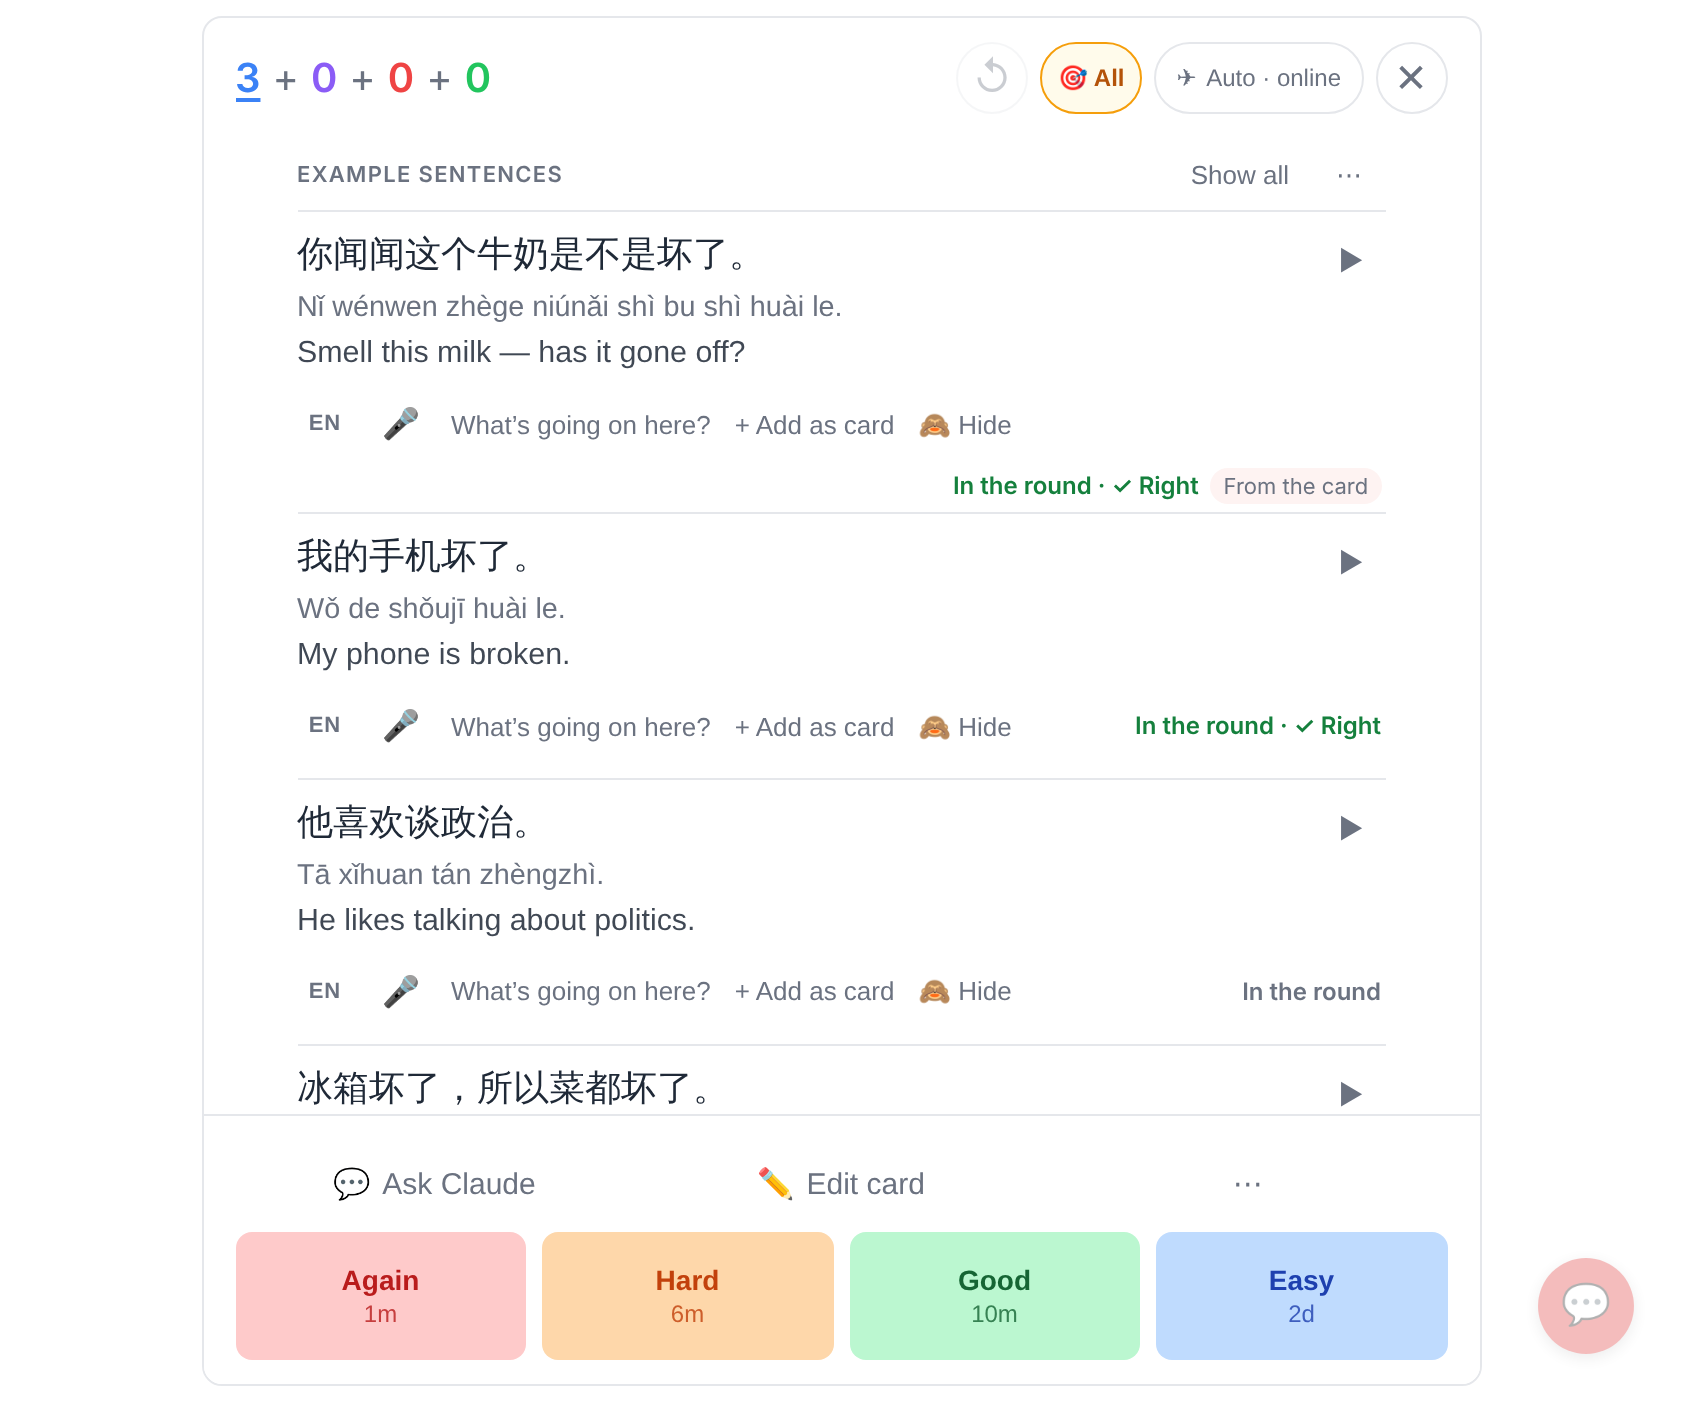 3 + 0 + 0 + 0
🎯 All
✈ Auto · online
✕
EXAMPLE SENTENCES
Show all
⋯
你闻闻这个牛奶是不是坏了。
Nǐ wénwen zhège niúnǎi shì bu shì huài le.
Smell this milk — has it gone off?
EN 🎤 What’s going on here? + Add as card 🙈 Hide
In the round · ✓ Right From the card
我的手机坏了。
Wǒ de shǒujī huài le.
My phone is broken.
EN 🎤 What’s going on here? + Add as card 🙈 Hide In the round · ✓ Right
他喜欢谈政治。
Tā xǐhuan tán zhèngzhì.
He likes talking about politics.
EN 🎤 What’s going on here? + Add as card 🙈 Hide In the round
冰箱坏了，所以菜都坏了。
💬 Ask Claude
✏️ Edit card
⋯
Again
1m
Hard
6m
Good
10m
Easy
2d